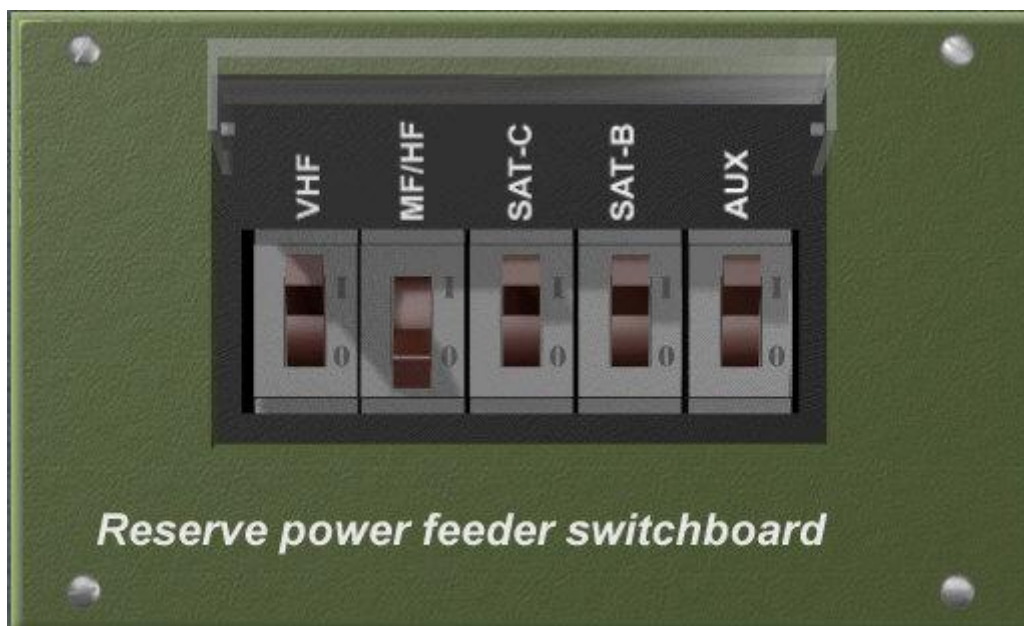 VHF
MF/HF
SAT-C
SAT-B
AUX
I I I I I
0 0 0 0 0
Reserve power feeder switchboard